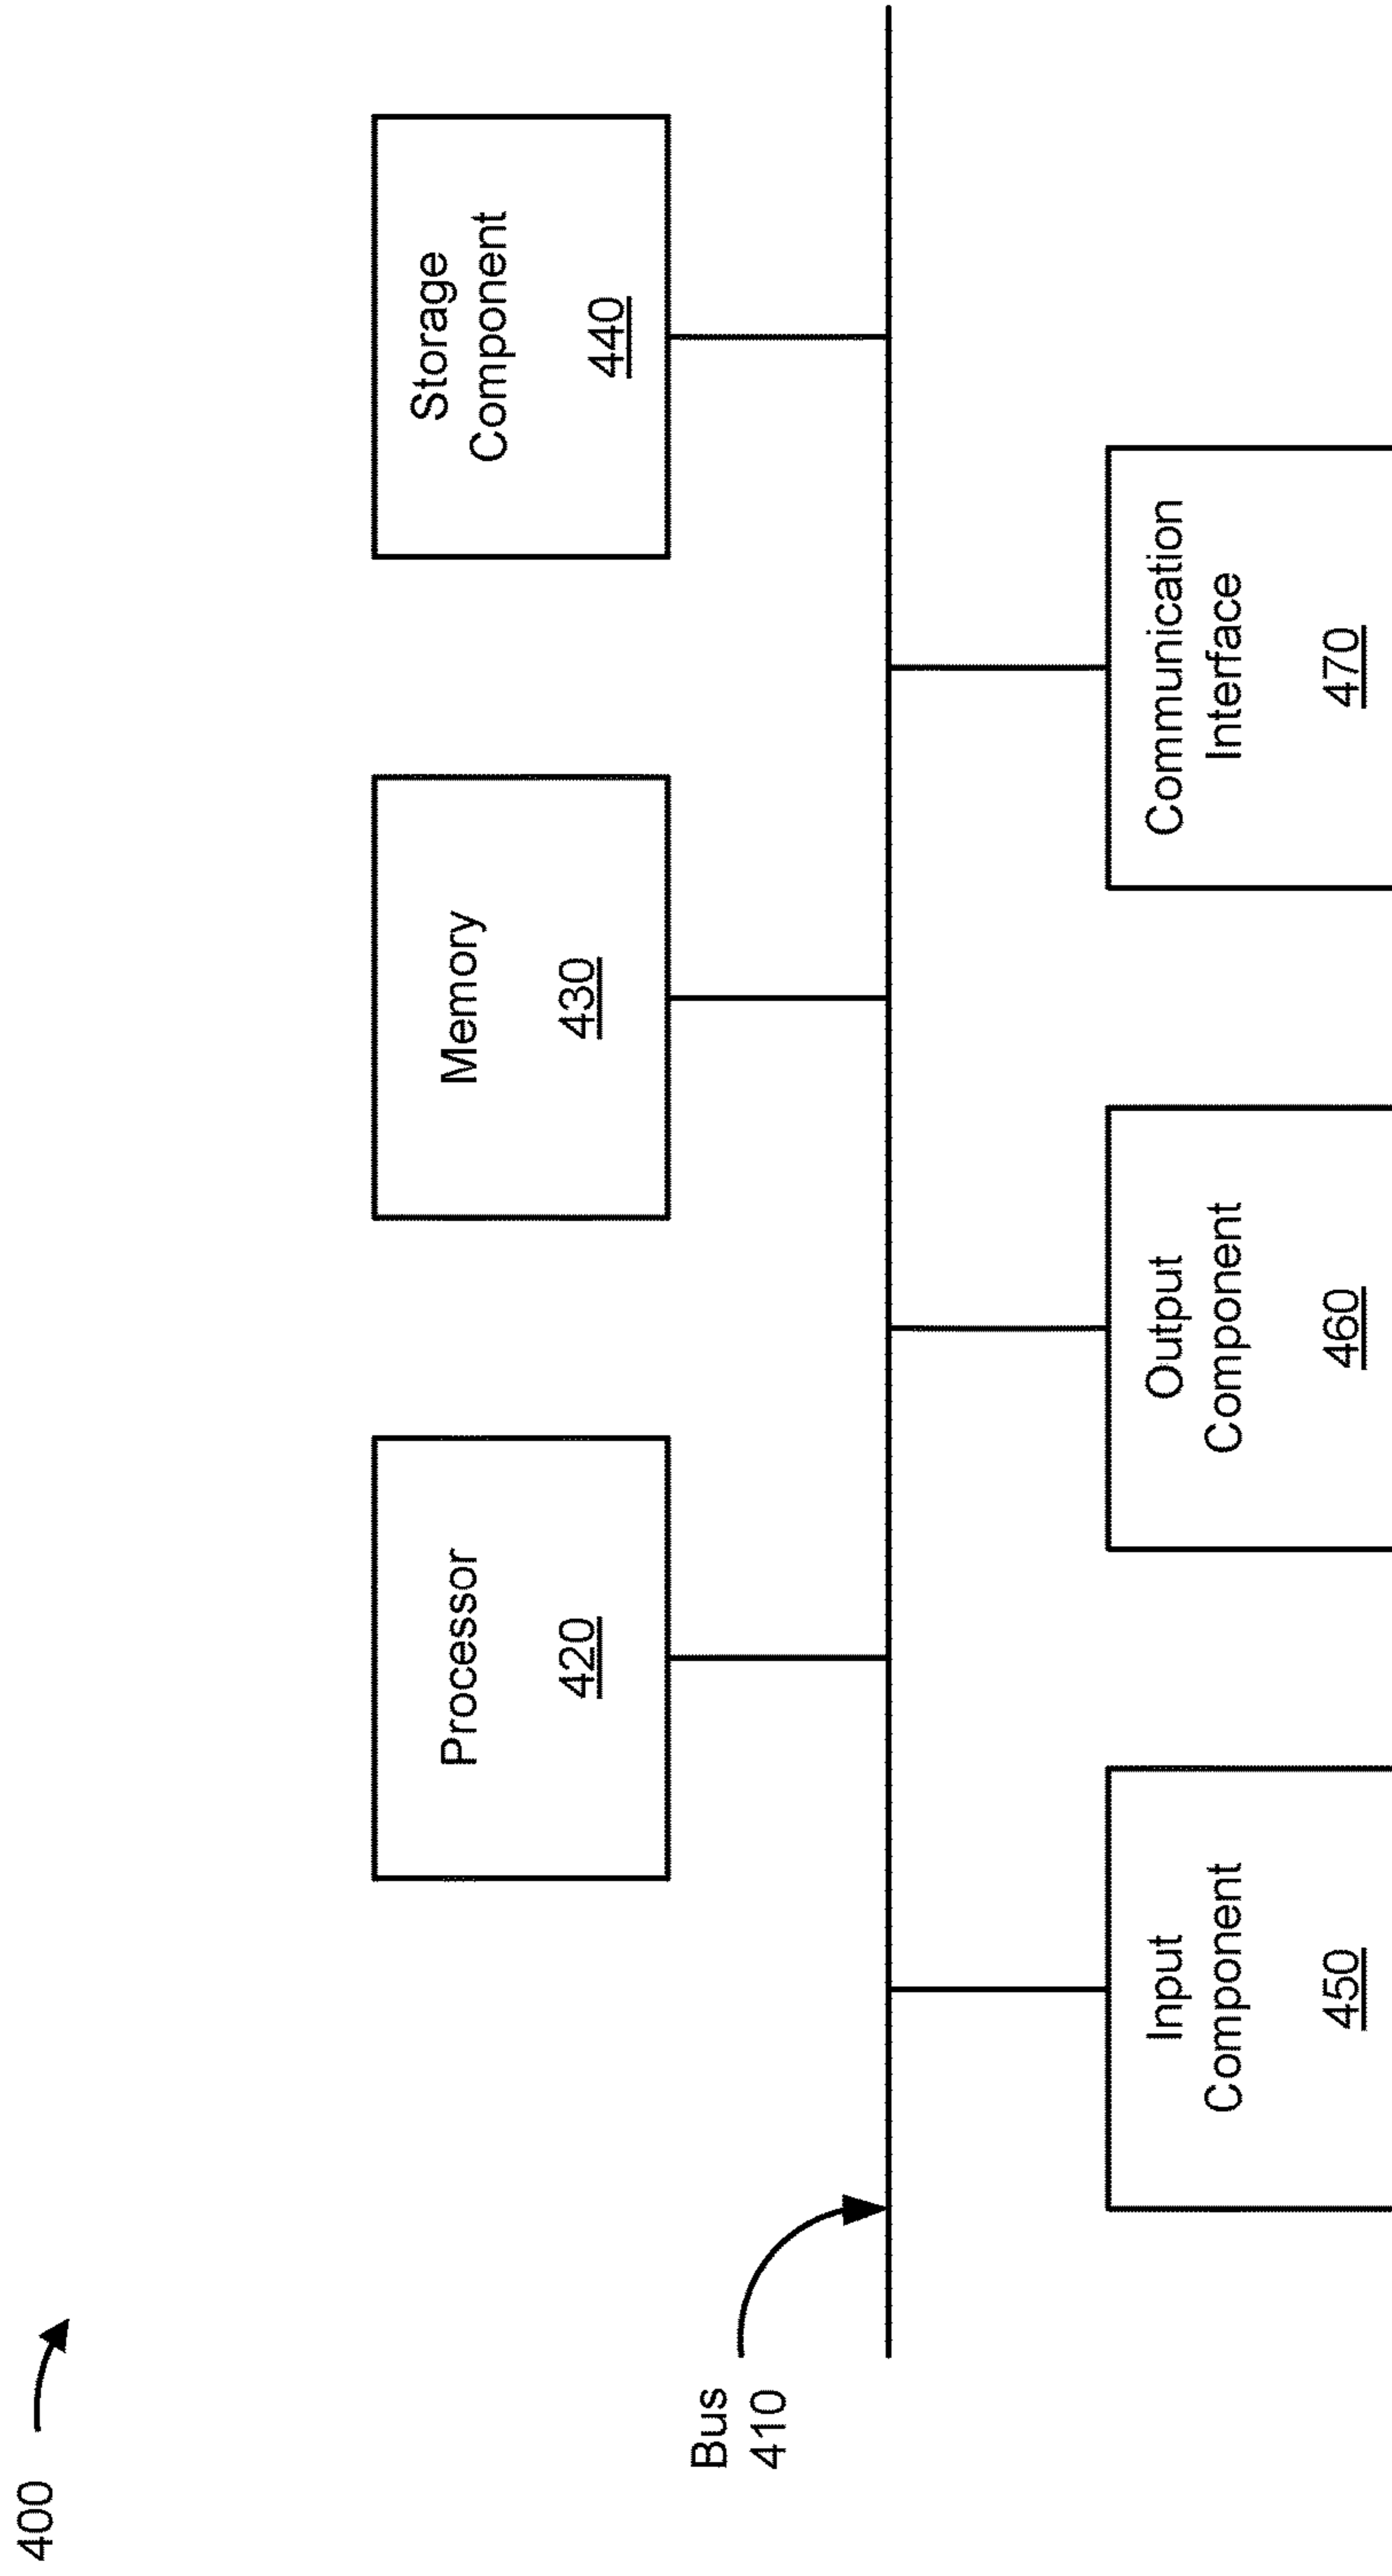 400
Processor
420
Memory
430
Storage
Component
440
Bus
410
Input
Component
450
Output
Component
460
Communication
Interface
470